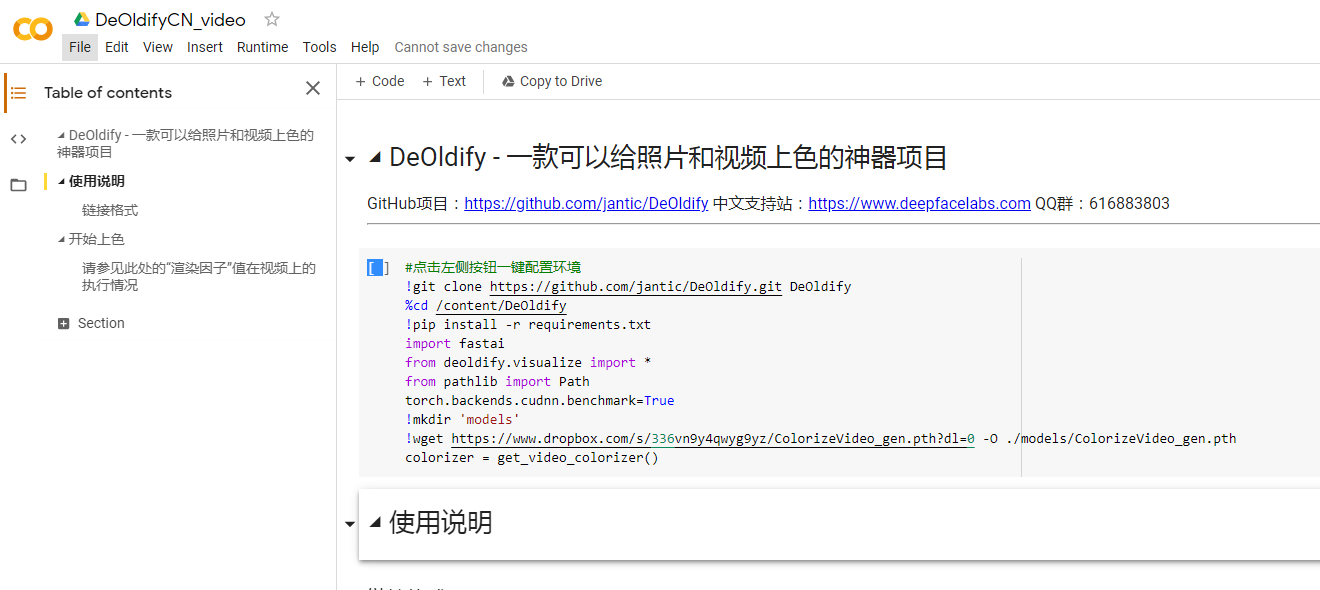 DeOldifyCN_video
File Edit View Insert Runtime Tools Help Cannot save changes
Table of contents
+ Code + Text Copy to Drive
DeOldify - 一款可以给照片和视频上色的
神器项目
使用说明
链接格式
开始上色
请参见此处的“渲染因子”值在视频上的
执行情况
Section
DeOldify - 一款可以给照片和视频上色的神器项目
GitHub项目：https://github.com/jantic/DeOldify 中文支持站：https://www.deepfacelabs.com QQ群：616883803
[ ] #点击左侧按钮一键配置环境
!git clone https://github.com/jantic/DeOldify.git DeOldify
%cd /content/DeOldify
!pip install -r requirements.txt
import fastai
from deoldify.visualize import *
from pathlib import Path
torch.backends.cudnn.benchmark=True
!mkdir 'models'
!wget https://www.dropbox.com/s/336vn9y4qwyg9yz/ColorizeVideo_gen.pth?dl=0 -O ./models/ColorizeVideo_gen.pth
colorizer = get_video_colorizer()
使用说明